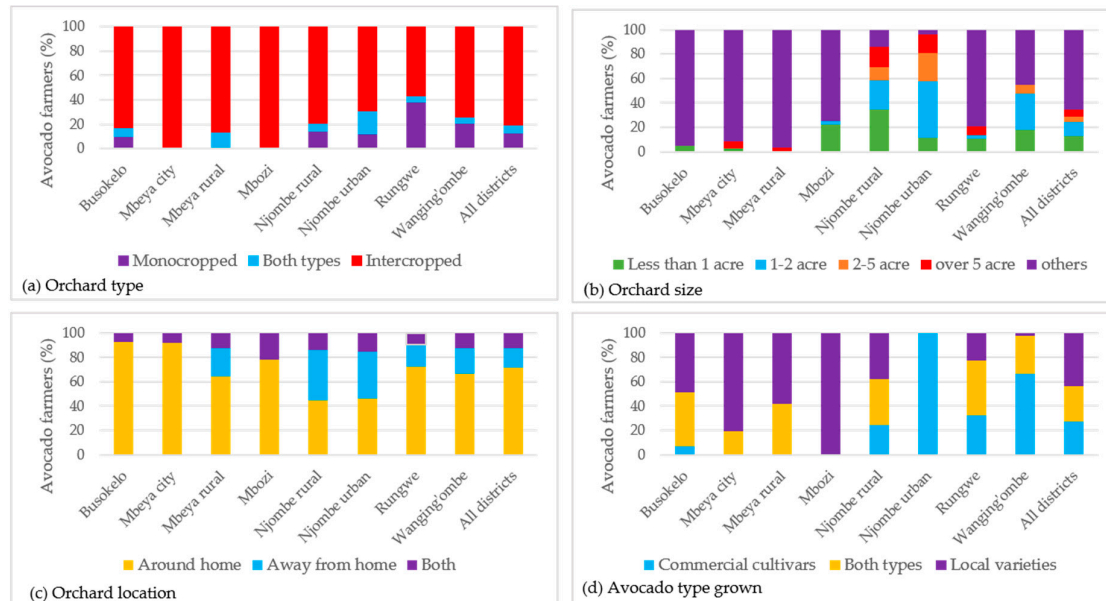 Avocado farmers (%)
100
80
60
40
20
0
Busokelo
Mbeya city
Mbeya rural
Mbozi
Njombe rural
Njombe urban
Rungwe
Wanging'ombe
All districts
Monocropped Both types Intercropped
(a) Orchard type
Avocado farmers (%)
100
80
60
40
20
0
Busokelo
Mbeya city
Mbeya rural
Mbozi
Njombe rural
Njombe urban
Rungwe
Wanging'ombe
All districts
Less than 1 acre 1-2 acre 2-5 acre over 5 acre others
(b) Orchard size
Avocado farmers (%)
100
80
60
40
20
0
Busokelo
Mbeya city
Mbeya rural
Mbozi
Njombe rural
Njombe urban
Rungwe
Wanging'ombe
All districts
Around home Away from home Both
(c) Orchard location
Avocado farmers (%)
100
80
60
40
20
0
Busokelo
Mbeya city
Mbeya rural
Mbozi
Njombe rural
Njombe urban
Rungwe
Wanging'ombe
All districts
Commercial cultivars Both types Local varieties
(d) Avocado type grown